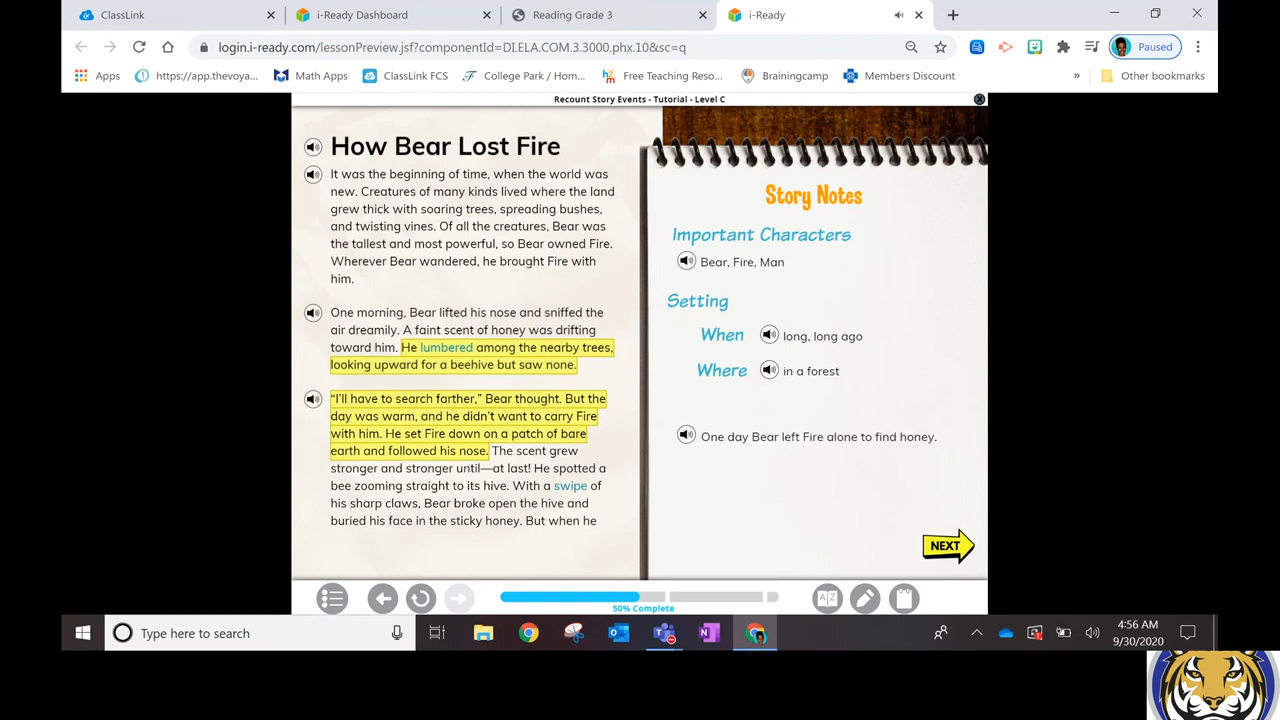 ClassLink
i-Ready Dashboard
Reading Grade 3
i-Ready
login.i-ready.com/lessonPreview.jsf?componentId=DI.ELA.COM.3.3000.phx.10&sc=q
Paused
Apps
https://app.thevoya...
Math Apps
ClassLink FCS
College Park / Hom...
Free Teaching Reso...
Brainingcamp
Members Discount
»
Other bookmarks
Recount Story Events - Tutorial - Level C
How Bear Lost Fire
It was the beginning of time, when the world was
new. Creatures of many kinds lived where the land
grew thick with soaring trees, spreading bushes,
and twisting vines. Of all the creatures, Bear was
the tallest and most powerful, so Bear owned Fire.
Wherever Bear wandered, he brought Fire with
him.
One morning, Bear lifted his nose and sniffed the
air dreamily. A faint scent of honey was drifting
toward him. He lumbered among the nearby trees,
looking upward for a beehive but saw none.
“I’ll have to search farther,” Bear thought. But the
day was warm, and he didn’t want to carry Fire
with him. He set Fire down on a patch of bare
earth and followed his nose. The scent grew
stronger and stronger until—at last! He spotted a
bee zooming straight to its hive. With a swipe of
his sharp claws, Bear broke open the hive and
buried his face in the sticky honey. But when he
Story Notes
Important Characters
Bear, Fire, Man
Setting
When long, long ago
Where in a forest
One day Bear left Fire alone to find honey.
NEXT
50% Complete
A Z
Type here to search
4:56 AM
9/30/2020